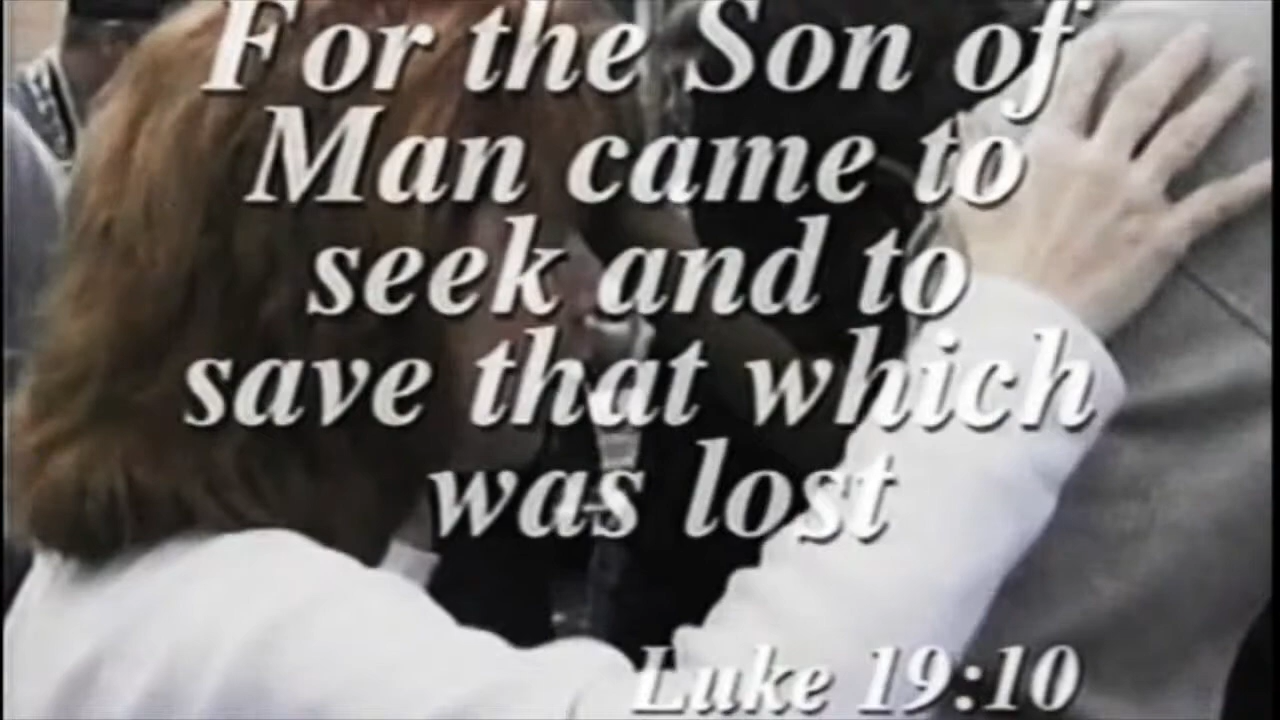 For the Son of
Man came to
seek and to
save that which
was lost
Luke 19:10